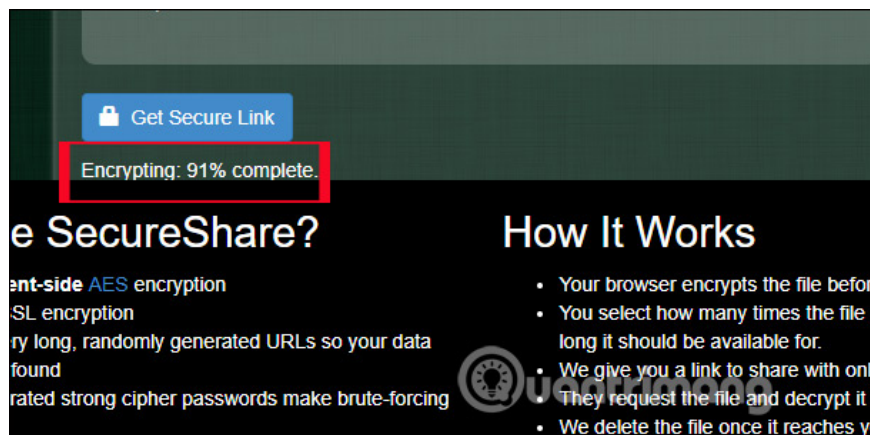 Get Secure Link
Encrypting: 91% complete.
e SecureShare?
ent-side AES encryption
SL encryption
ry long, randomly generated URLs so your data
found
rated strong cipher passwords make brute-forcing
How It Works
• Your browser encrypts the file befor
• You select how many times the file
long it should be available for.
• We give you a link to share with onl
• They request the file and decrypt it
• We delete the file once it reaches y
Quantrimang